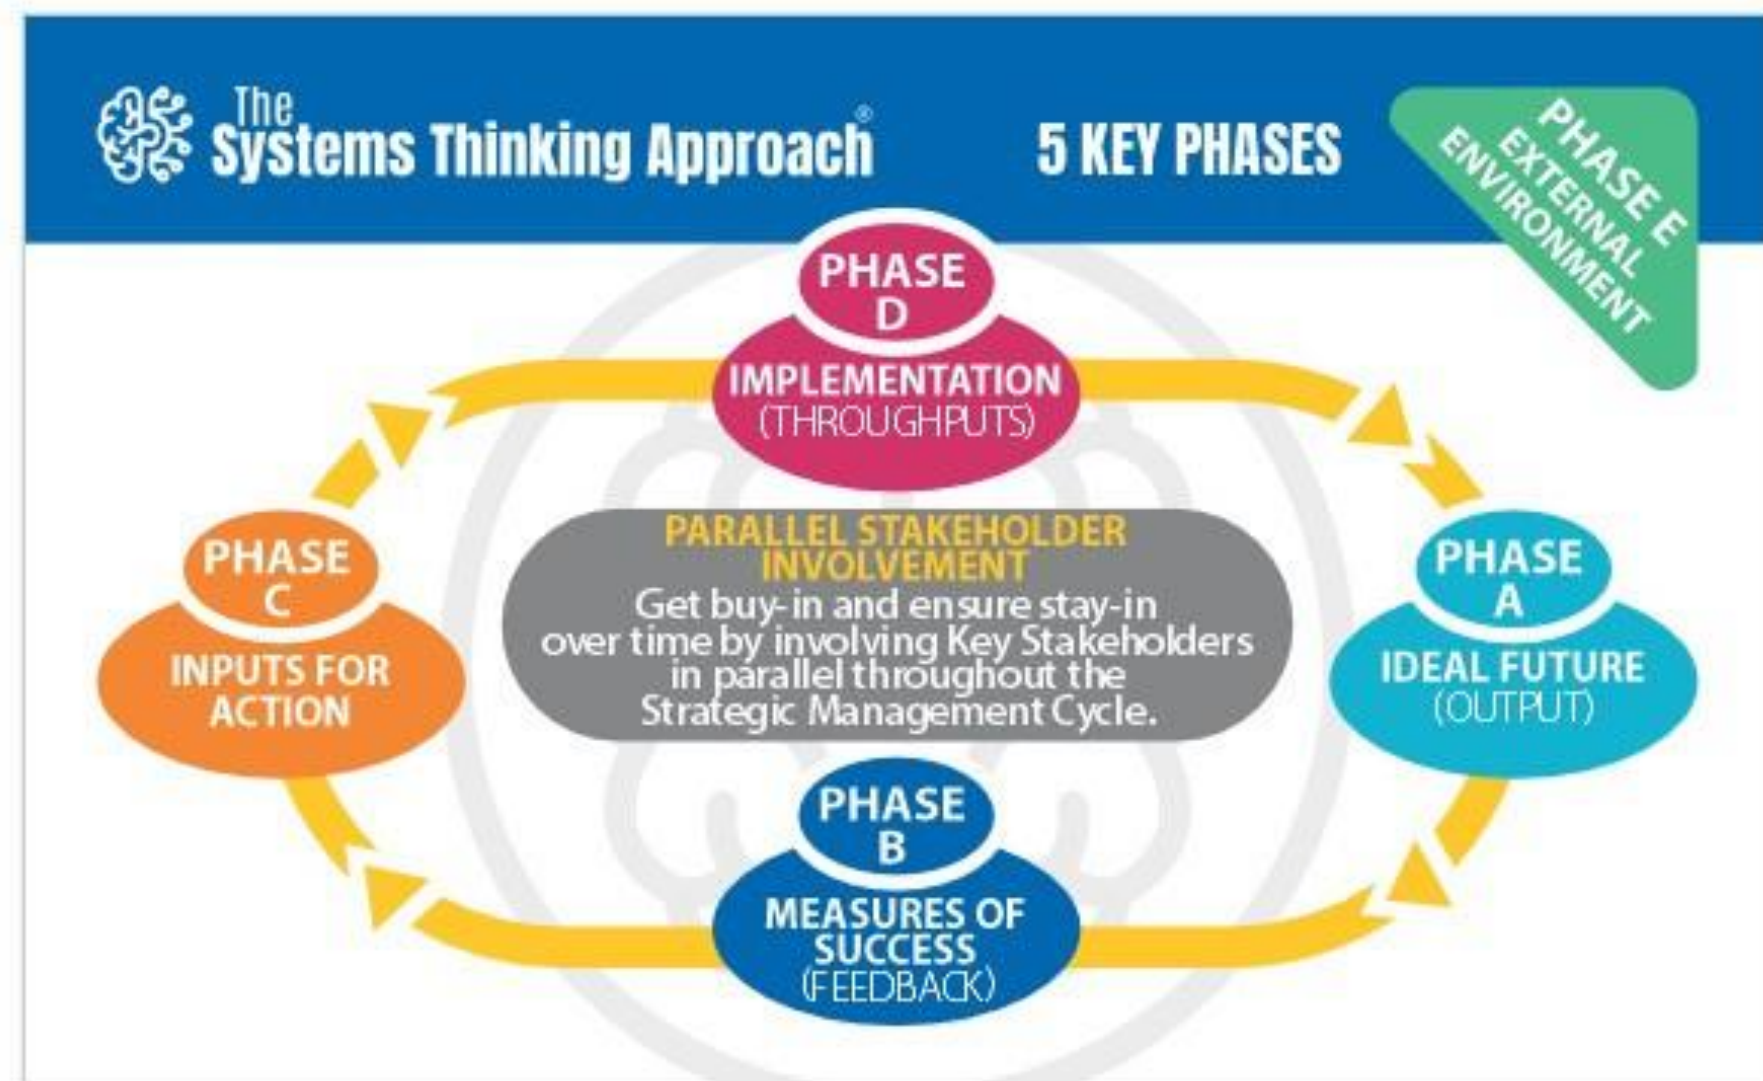 The
Systems Thinking Approach®
5 KEY PHASES
PHASE E
EXTERNAL
ENVIRONMENT
PHASE
D
IMPLEMENTATION
(THROUGHPUTS)
PHASE
C
INPUTS FOR
ACTION
PARALLEL STAKEHOLDER
INVOLVEMENT
Get buy-in and ensure stay-in
over time by involving Key Stakeholders
in parallel throughout the
Strategic Management Cycle.
PHASE
A
IDEAL FUTURE
(OUTPUT)
PHASE
B
MEASURES OF
SUCCESS
(FEEDBACK)